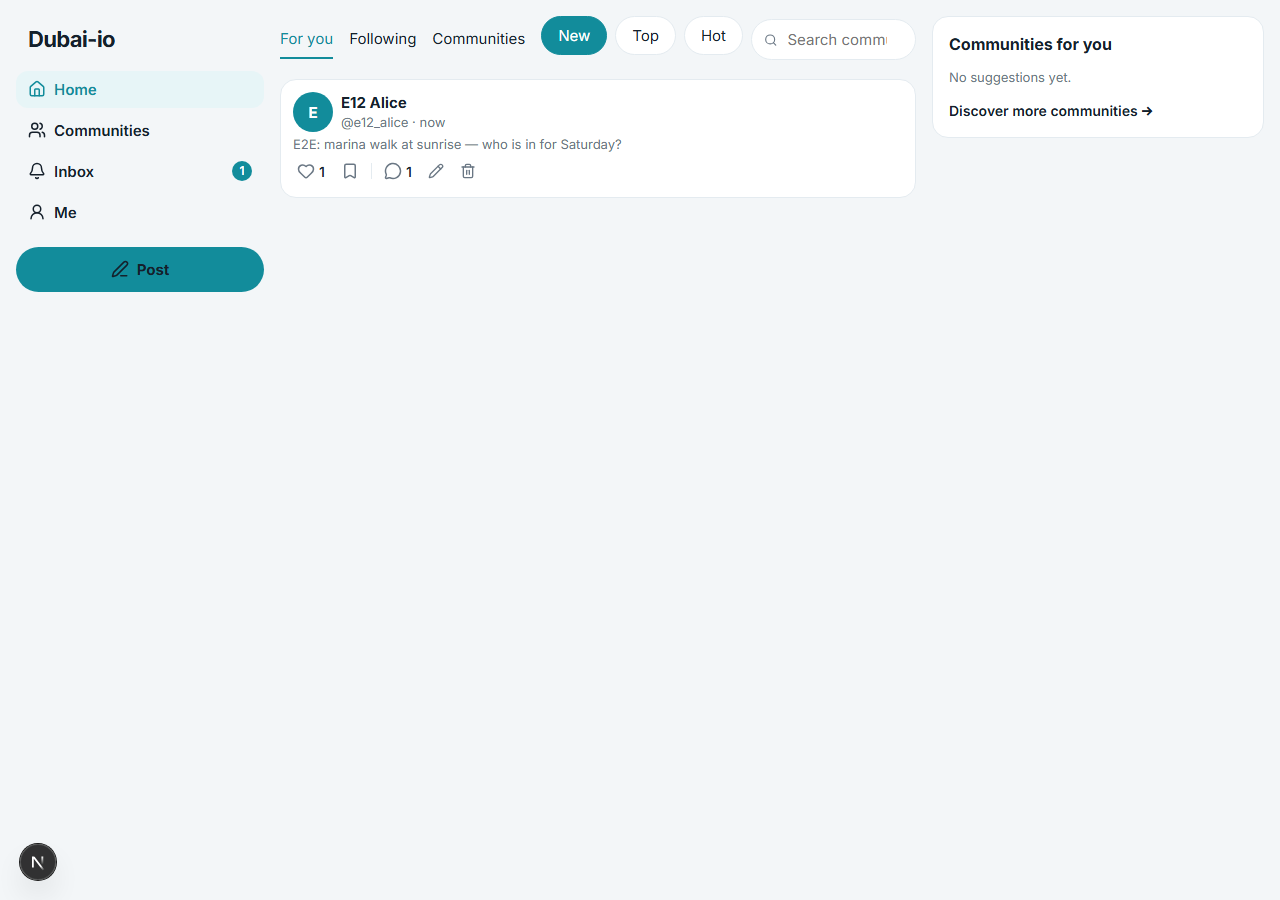 Dubai-io
Home
Communities
Inbox 1
Me
Post
For you Following Communities New Top Hot Search comm
E
E12 Alice
@e12_alice · now
E2E: marina walk at sunrise — who is in for Saturday?
1 1
Communities for you
No suggestions yet.
Discover more communities →
N